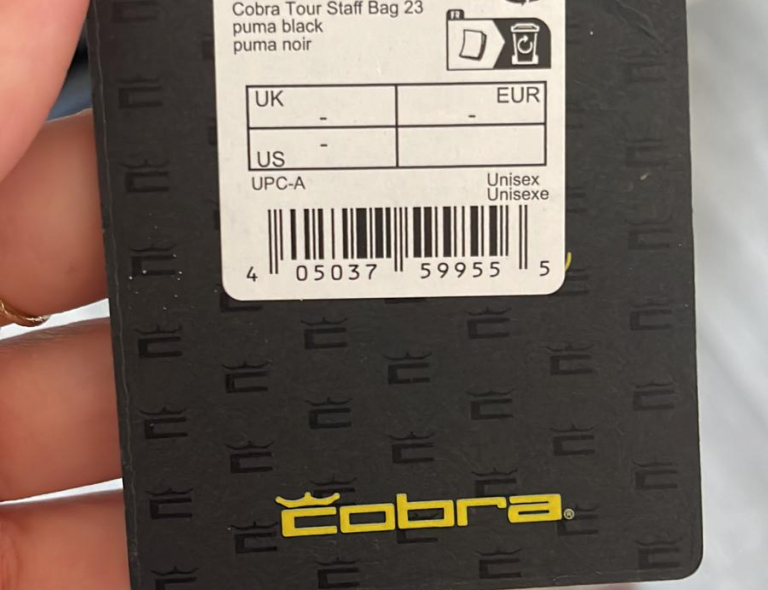 Cobra Tour Staff Bag 23
puma black
puma noir
FR
UK
-
EUR
-
US
-
UPC-A
Unisex
Unisexe
4 05037 59955 5
cobra®